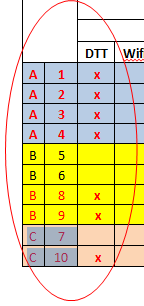 DTT Wif
A 1 x
A 2 x
A 3 x
A 4 x
B 5
B 6
B 8 x
B 9 x
C 7
C 10 x